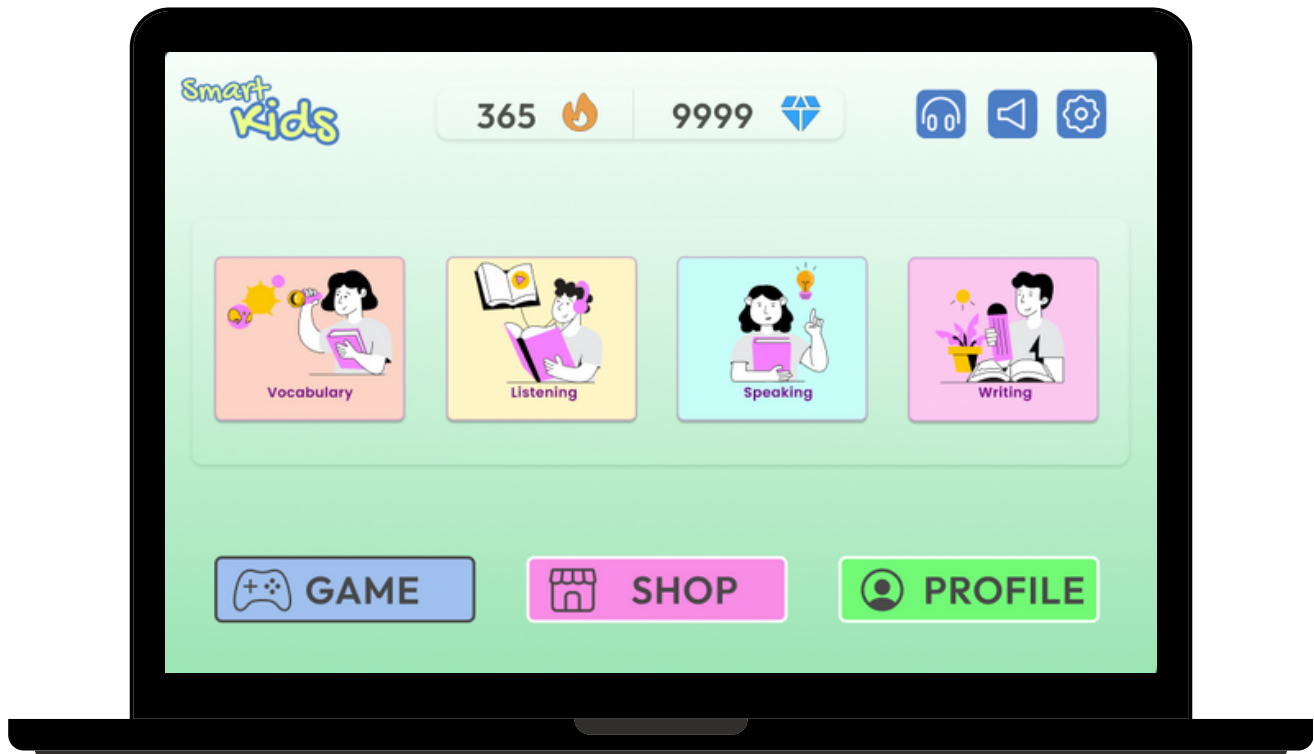 Smart
Kids
365 9999
Vocabulary Listening Speaking Writing
GAME SHOP PROFILE